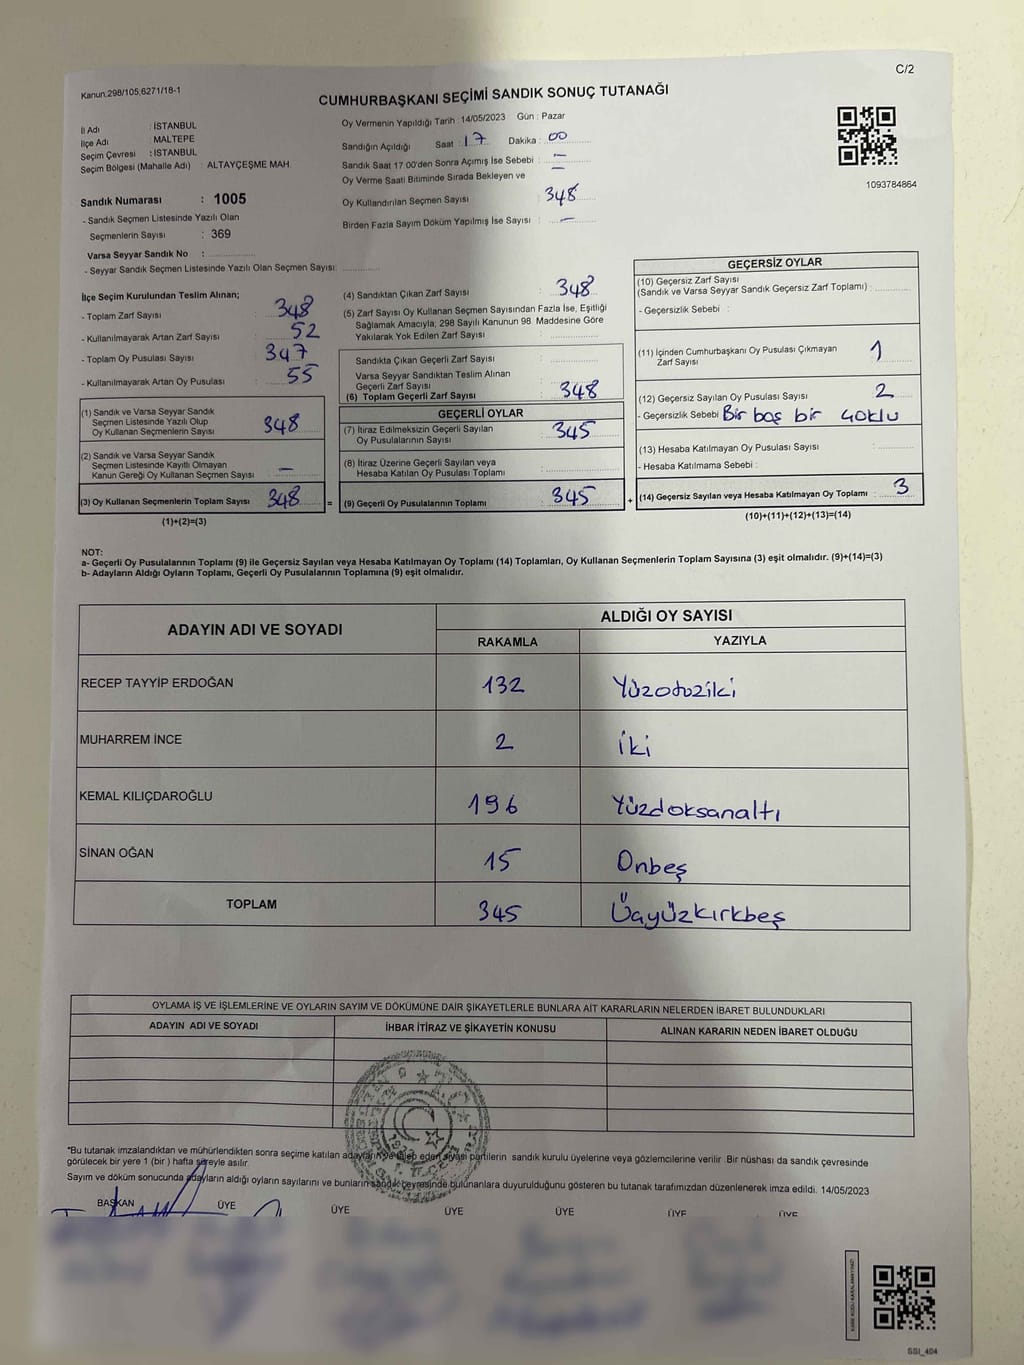 C/2
Kanun.298/105,6271/18-1
CUMHURBAŞKANI SEÇİMİ SANDIK SONUÇ TUTANAĞI
İl Adı : İSTANBUL
İlçe Adı : MALTEPE
Seçim Çevresi : İSTANBUL
Seçim Bölgesi (Mahalle Adı) : ALTAYÇEŞME MAH.
Sandık Numarası : 1005
- Sandık Seçmen Listesinde Yazılı Olan
Seçmenlerin Sayısı : 369
Varsa Seyyar Sandık No :
- Seyyar Sandık Seçmen Listesinde Yazılı Olan Seçmen Sayısı:
Oy Vermenin Yapıldığı Tarih : 14/05/2023 Gün : Pazar
Sandığın Açıldığı Saat : 17 Dakika : 00
Sandık Saat 17.00'den Sonra Açımış İse Sebebi : -
Oy Verme Saati Bitiminde Sırada Bekleyen ve -
Oy Kullandırılan Seçmen Sayısı : 348
Birden Fazla Sayım Döküm Yapılmış İse Sayısı : -
1093784864
İlçe Seçim Kurulundan Teslim Alınan;
- Toplam Zarf Sayısı : 348
- Kullanılmayarak Artan Zarf Sayısı : 52
- Toplam Oy Pusulası Sayısı : 347
- Kullanılmayarak Artan Oy Pusulası : 55
(1) Sandık ve Varsa Seyyar Sandık
Seçmen Listesinde Yazılı Olup
Oy Kullanan Seçmenlerin Sayısı : 348
(2) Sandık ve Varsa Seyyar Sandık
Seçmen Listesinde Kayıtlı Olmayan
Kanun Gereği Oy Kullanan Seçmen Sayısı : -
(3) Oy Kullanan Seçmenlerin Toplam Sayısı : 348 =
(1)+(2)=(3)
(4) Sandıktan Çıkan Zarf Sayısı : 348
(5) Zarf Sayısı Oy Kullanan Seçmen Sayısından Fazla İse, Eşitliği
Sağlamak Amacıyla, 298 Sayılı Kanunun 98. Maddesine Göre
Yakılarak Yok Edilen Zarf Sayısı :
Sandıkta Çıkan Geçerli Zarf Sayısı :
Varsa Seyyar Sandıktan Teslim Alınan
Geçerli Zarf Sayısı :
(6) Toplam Geçerli Zarf Sayısı : 348
GEÇERLİ OYLAR
(7) İtiraz Edilmeksizin Geçerli Sayılan
Oy Pusulalarının Sayısı : 345
(8) İtiraz Üzerine Geçerli Sayılan veya
Hesaba Katılan Oy Pusulası Toplamı :
(9) Geçerli Oy Pusulalarının Toplamı : 345 +
GEÇERSİZ OYLAR
(10) Geçersiz Zarf Sayısı
(Sandık ve Varsa Seyyar Sandık Geçersiz Zarf Toplamı) :
- Geçersizlik Sebebi :
(11) İçinden Cumhurbaşkanı Oy Pusulası Çıkmayan
Zarf Sayısı : 1
(12) Geçersiz Sayılan Oy Pusulası Sayısı : 2
- Geçersizlik Sebebi : Bir boş bir çoklu
(13) Hesaba Katılmayan Oy Pusulası Sayısı :
- Hesaba Katılmama Sebebi :
(14) Geçersiz Sayılan veya Hesaba Katılmayan Oy Toplamı : 3
(10)+(11)+(12)+(13)=(14)
NOT:
a- Geçerli Oy Pusulalarının Toplamı (9) ile Geçersiz Sayılan veya Hesaba Katılmayan Oy Toplamı (14) Toplamları, Oy Kullanan Seçmenlerin Toplam Sayısına (3) eşit olmalıdır. (9)+(14)=(3)
b- Adayların Aldığı Oyların Toplamı, Geçerli Oy Pusulalarının Toplamına (9) eşit olmalıdır.
ADAYIN ADI VE SOYADI
ALDIĞI OY SAYISI
RAKAMLA YAZIYLA
RECEP TAYYİP ERDOĞAN 132 Yüzotuziki
MUHARREM İNCE 2 İki
KEMAL KILIÇDAROĞLU 196 Yüzdoksanaltı
SİNAN OĞAN 15 Onbeş
TOPLAM 345 Üçyüzkırkbeş
OYLAMA İŞ VE İŞLEMLERİNE VE OYLARIN SAYIM VE DÖKÜMÜNE DAİR ŞİKAYETLERLE BUNLARA AİT KARARLARIN NELERDEN İBARET BULUNDUKLARI
ADAYIN ADI VE SOYADI İHBAR İTİRAZ VE ŞİKAYETİN KONUSU ALINAN KARARIN NEDEN İBARET OLDUĞU
*Bu tutanak imzalandıktan ve mühürlendikten sonra seçime katılan adayların ve talep eden siyasi partilerin sandık kurulu üyelerine veya gözlemcilerine verilir. Bir nüshası da sandık çevresinde
görülecek bir yere 1 (bir) hafta süreyle asılır.
Sayım ve döküm sonucunda adayların aldığı oyların sayılarını ve bunların sandık çevresinde bulunanlara duyurulduğunu gösteren bu tutanak tarafımızdan düzenlenerek imza edildi. 14/05/2023
BAŞKAN ÜYE ÜYE ÜYE ÜYE ÜYE ÜYE
SSI_404